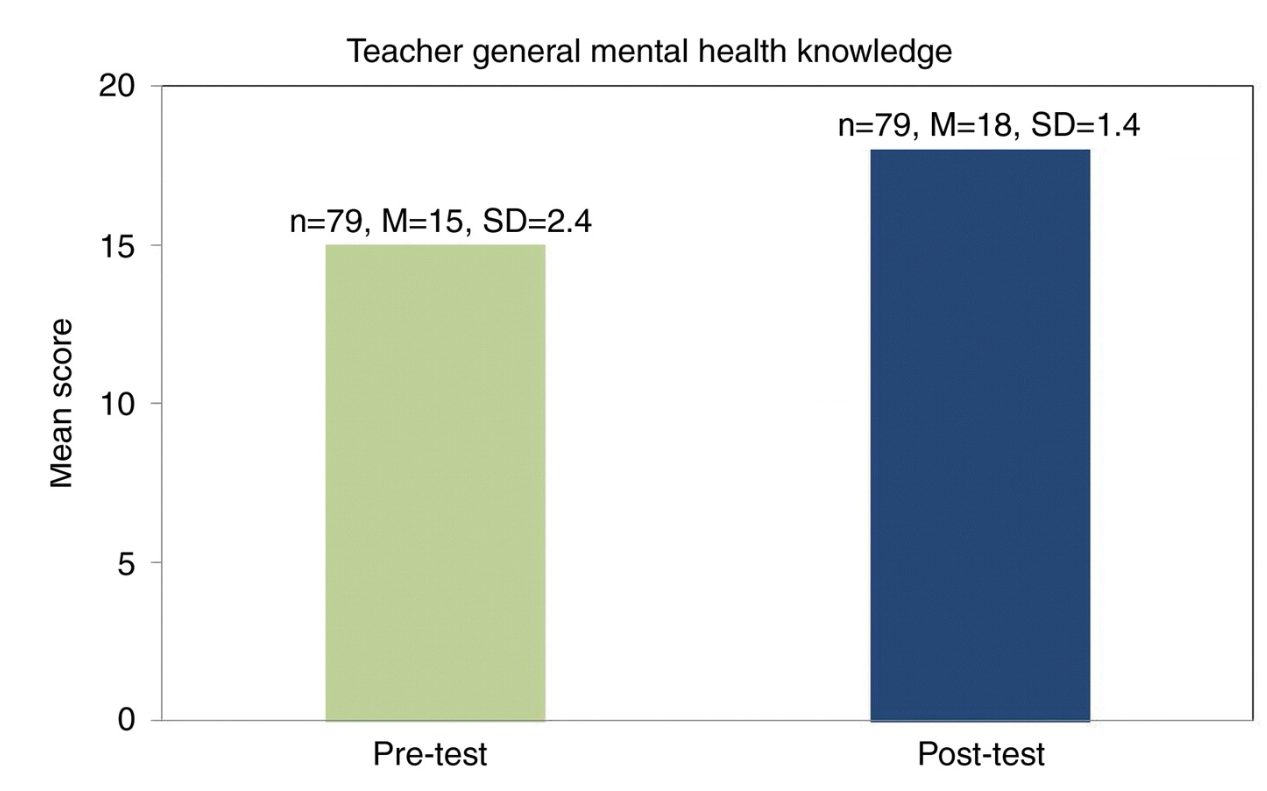 Teacher general mental health knowledge
20
n=79, M=18, SD=1.4
n=79, M=15, SD=2.4
15
10
5
0
Mean score
Pre-test
Post-test